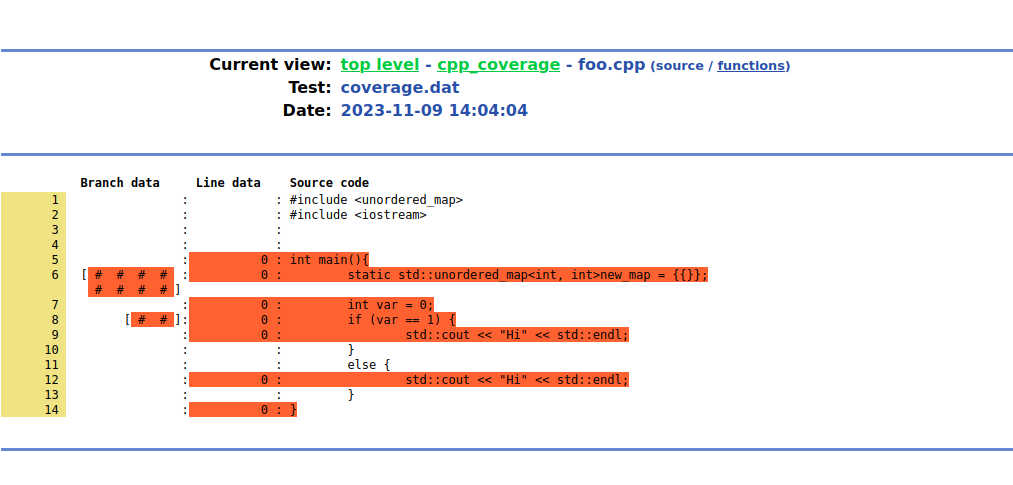 Current view: top level - cpp_coverage - foo.cpp (source / functions)
Test: coverage.dat
Date: 2023-11-09 14:04:04
Branch data Line data Source code
1 : : #include <unordered_map>
2 : : #include <iostream>
3 : :
4 : :
5 : 0 : int main(){
6 [ # # # # : 0 : static std::unordered_map<int, int>new_map = {{}};
# # # # ]
7 : 0 : int var = 0;
8 [ # # ]: 0 : if (var == 1) {
9 : 0 : std::cout << "Hi" << std::endl;
10 : : }
11 : : else {
12 : 0 : std::cout << "Hi" << std::endl;
13 : : }
14 : 0 : }